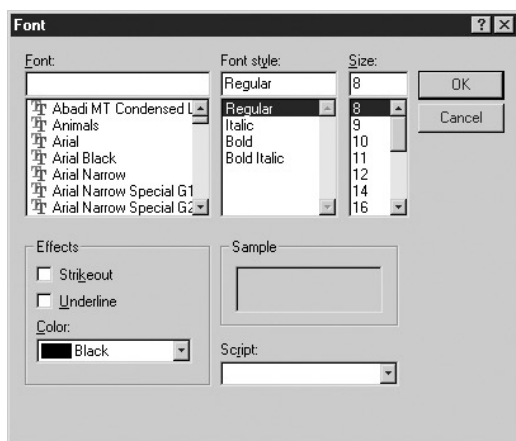 Font
Font:
Font style:
Size:
Regular
8
OK
Cancel
Abadi MT Condensed L
Animals
Arial
Arial Black
Arial Narrow
Arial Narrow Special G1
Arial Narrow Special G2
Regular
Italic
Bold
Bold Italic
8
9
10
11
12
14
16
Effects
Strikeout
Underline
Color:
Black
Sample
Script: